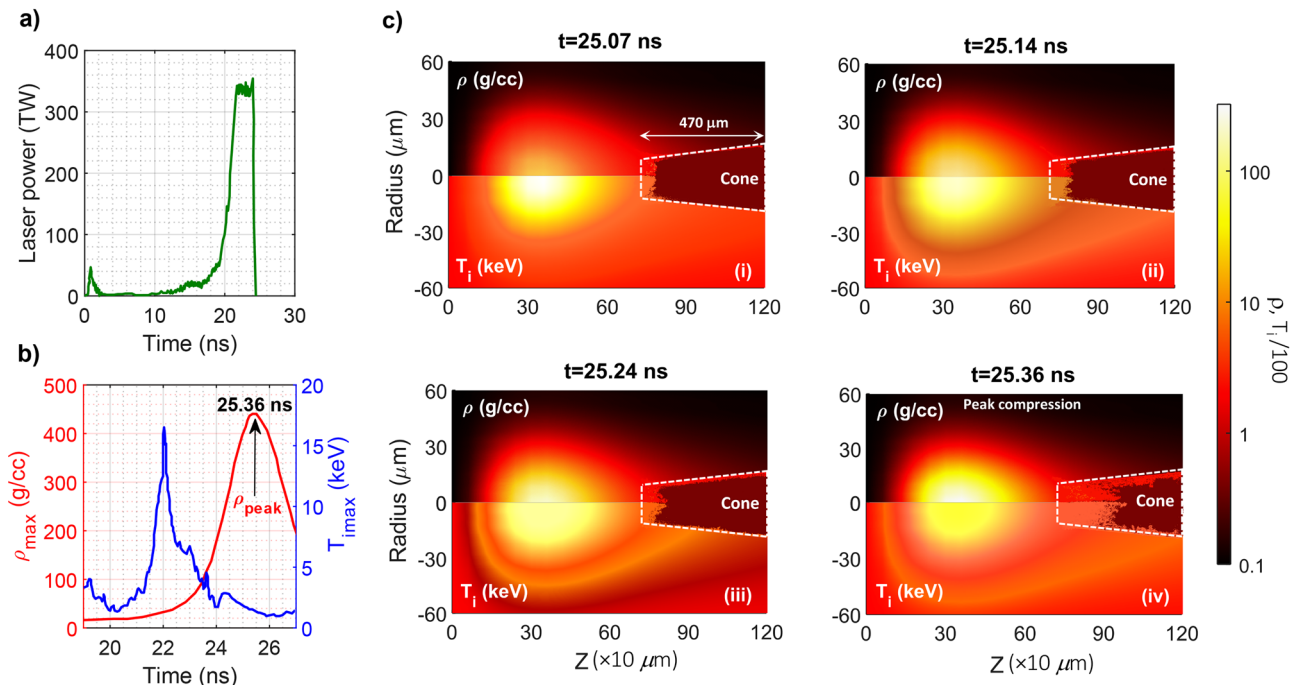 a)
Laser power (TW)
400
300
200
100
0
0
10
20
30
Time (ns)
b)
ρmax (g/cc)
500
400
300
200
100
0
25.36 ns
ρpeak
20
15
10
5
0
Timax (keV)
20
22
24
26
Time (ns)
c)
t=25.07 ns
ρ (g/cc)
470 μm
Cone
Ti (keV)
(i)
Radius (μm)
60
30
0
-30
-60
0
30
60
90
120
t=25.14 ns
ρ (g/cc)
Cone
Ti (keV)
(ii)
60
30
0
-30
-60
0
30
60
90
120
t=25.24 ns
ρ (g/cc)
Cone
Ti (keV)
(iii)
Radius (μm)
60
30
0
-30
-60
0
30
60
90
120
Z (×10 μm)
t=25.36 ns
Peak compression
ρ (g/cc)
Cone
Ti (keV)
(iv)
60
30
0
-30
-60
0
30
60
90
120
Z (×10 μm)
100
10
1
0.1
ρ, Ti/100